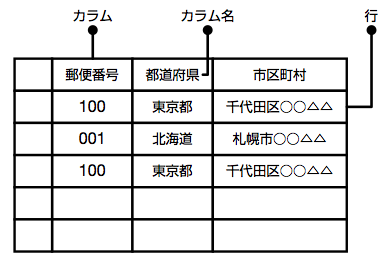 カラム カラム名 行
郵便番号 都道府県 市区町村
100 東京都 千代田区○○△△
001 北海道 札幌市○○△△
100 東京都 千代田区○○△△